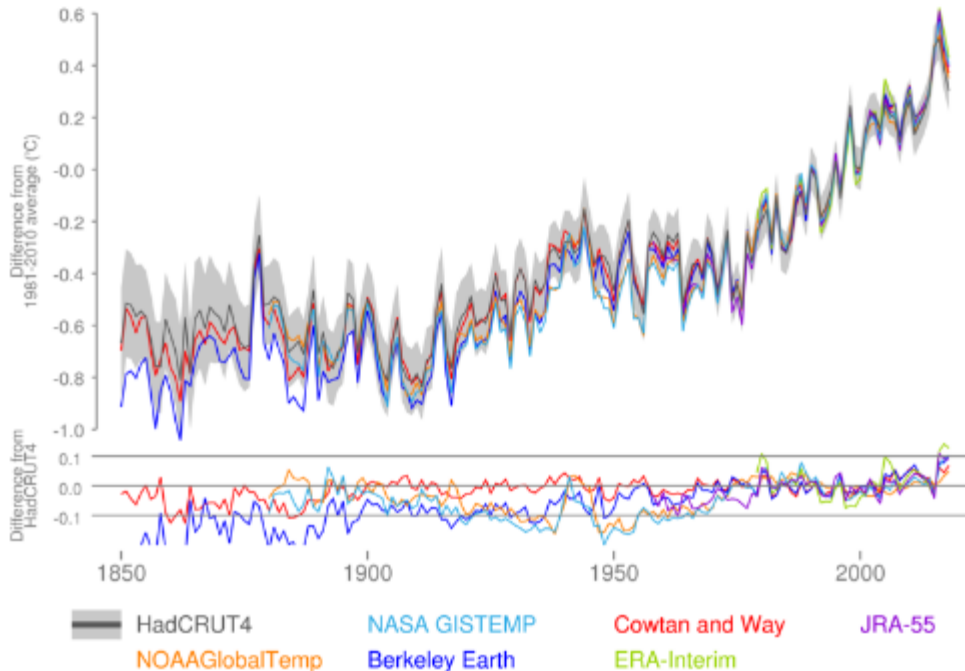 0.6
0.4
0.2
-0.0
-0.2
-0.4
-0.6
-0.8
-1.0
Difference from
1981-2010 average (°C)
0.1
0.0
-0.1
Difference from
HadCRUT4
1850 1900 1950 2000
HadCRUT4 NASA GISTEMP Cowtan and Way JRA-55
NOAAGlobalTemp Berkeley Earth ERA-Interim